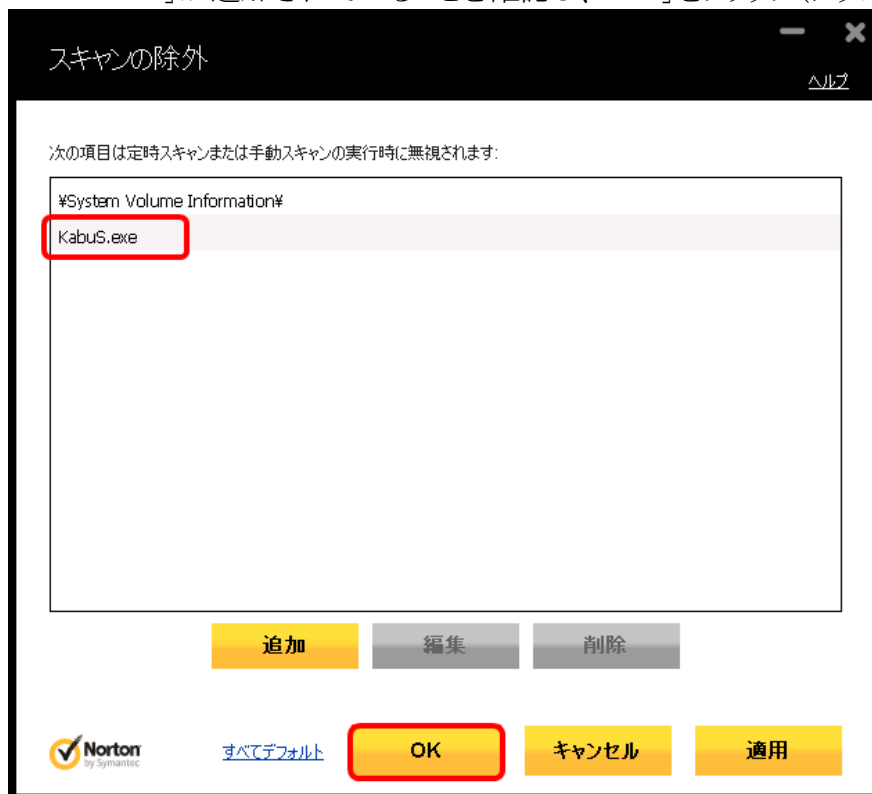 スキャンの除外
ヘルプ
次の項目は定時スキャンまたは手動スキャンの実行時に無視されます:
¥System Volume Information¥
KabuS.exe
追加 編集 削除
Norton
by Symantec
すべてデフォルト OK キャンセル 適用